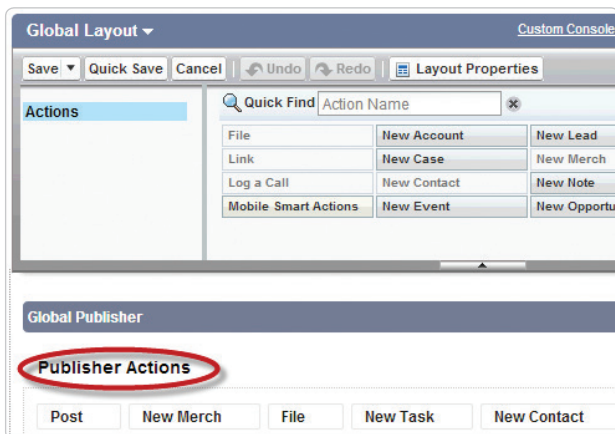 Global Layout Custom Console
Save Quick Save Cancel Undo Redo Layout Properties
Actions
Quick Find Action Name
File New Account New Lead
Link New Case New Merch
Log a Call New Contact New Note
Mobile Smart Actions New Event New Opportu
Global Publisher
Publisher Actions
Post New Merch File New Task New Contact